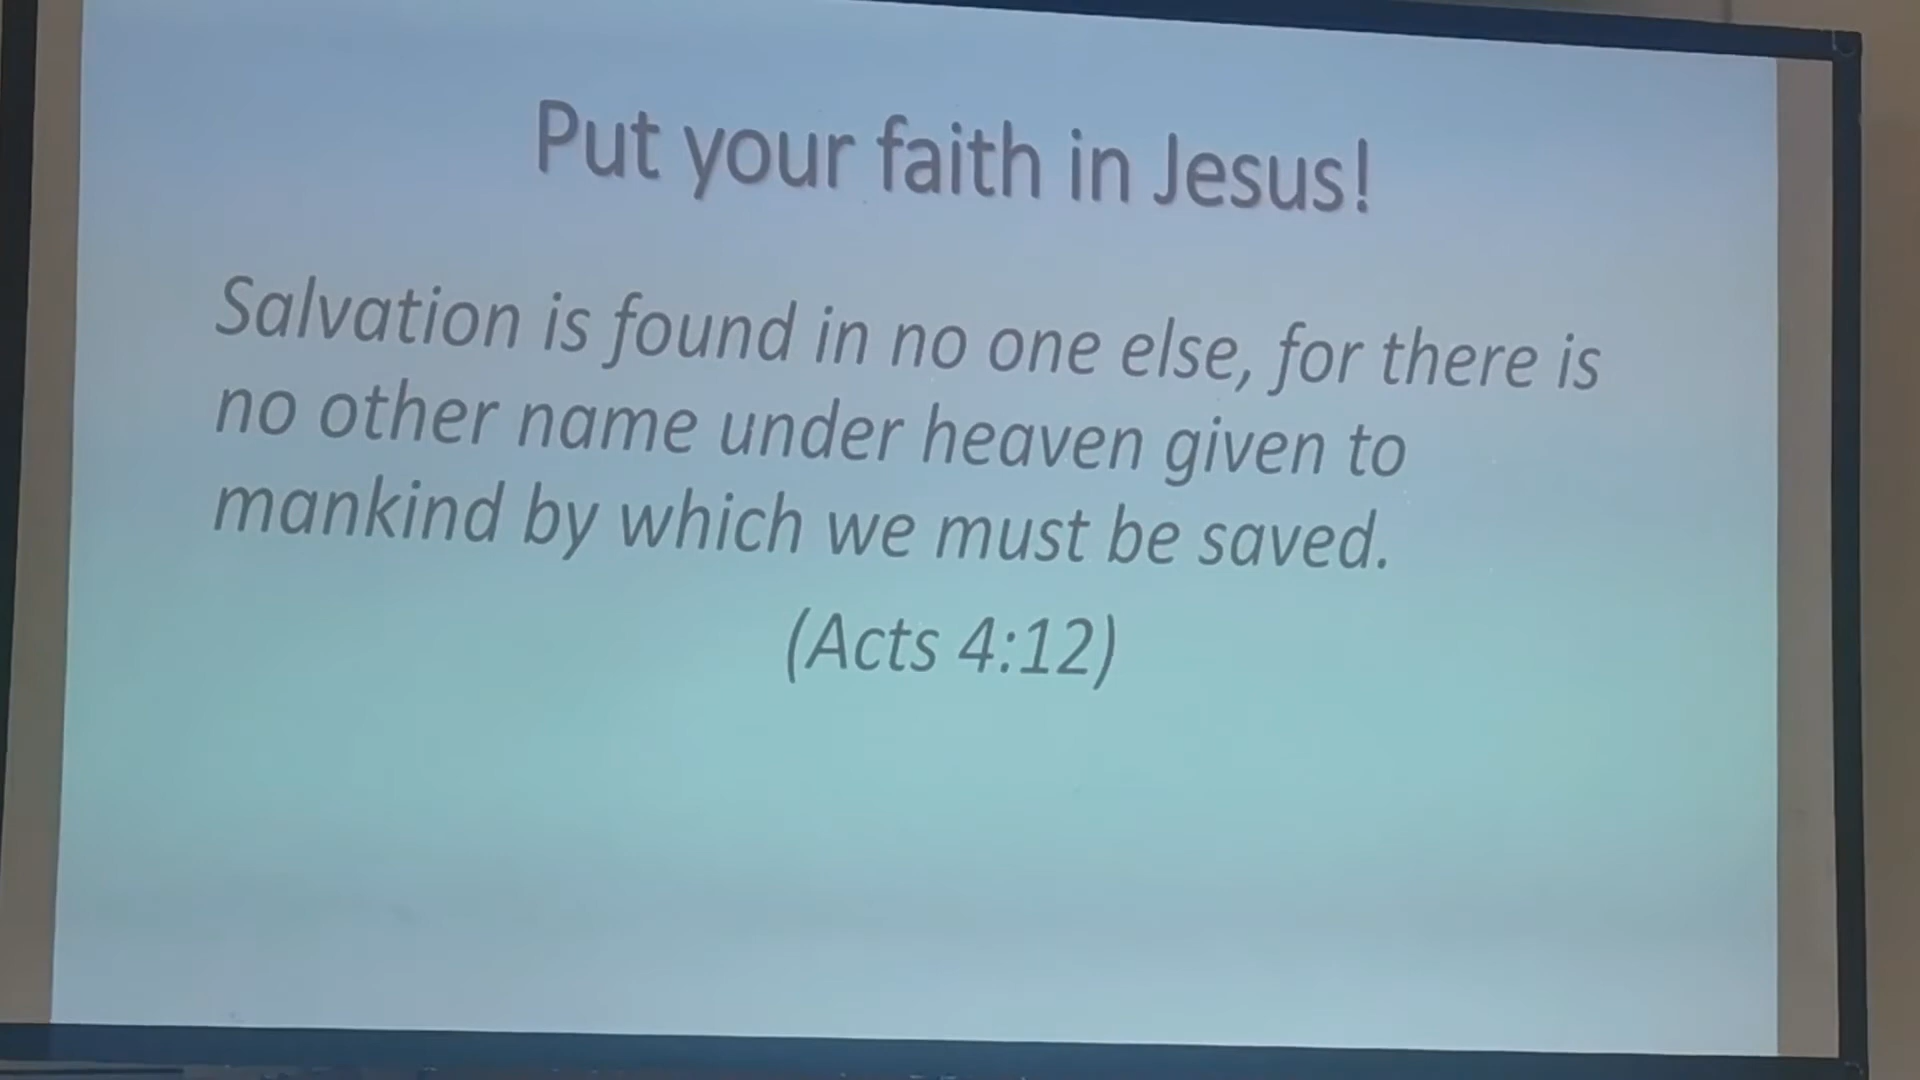 Put your faith in Jesus!
Salvation is found in no one else, for there is
no other name under heaven given to
mankind by which we must be saved.
(Acts 4:12)